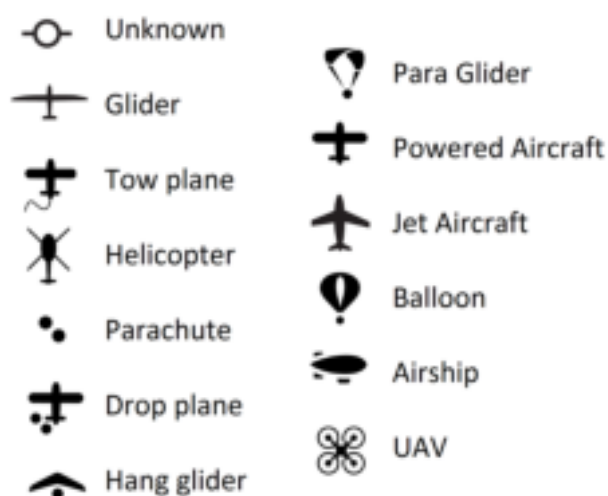 Unknown
Glider
Tow plane
Helicopter
Parachute
Drop plane
Hang glider
Para Glider
Powered Aircraft
Jet Aircraft
Balloon
Airship
UAV